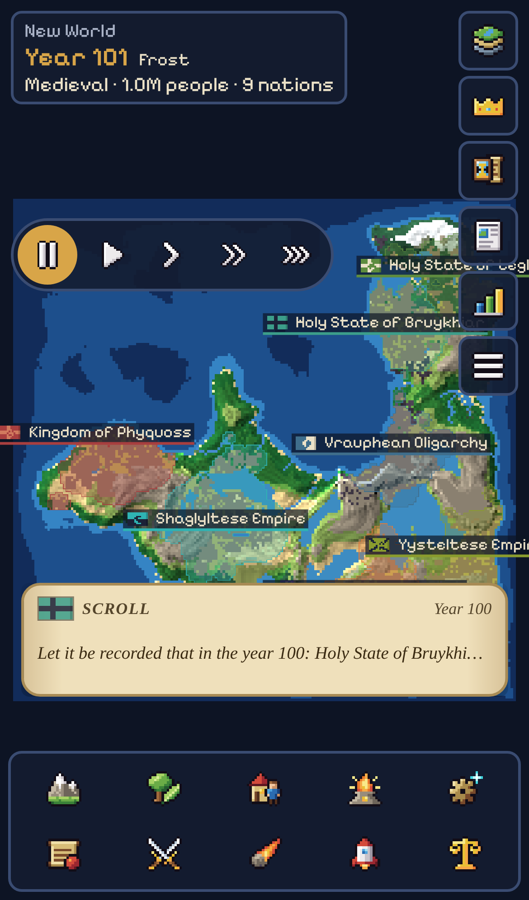 New World
Year 101 Frost
Medieval · 1.0M people · 9 nations
Holy State of
Holy State of
Kingdom of Phyquoss
Vrauphean Oligarchy
Shaglyltese Empire
Ysteltese
SCROLL
Year 100
Let it be recorded that in the year 100: Holy State of Bruykhi…